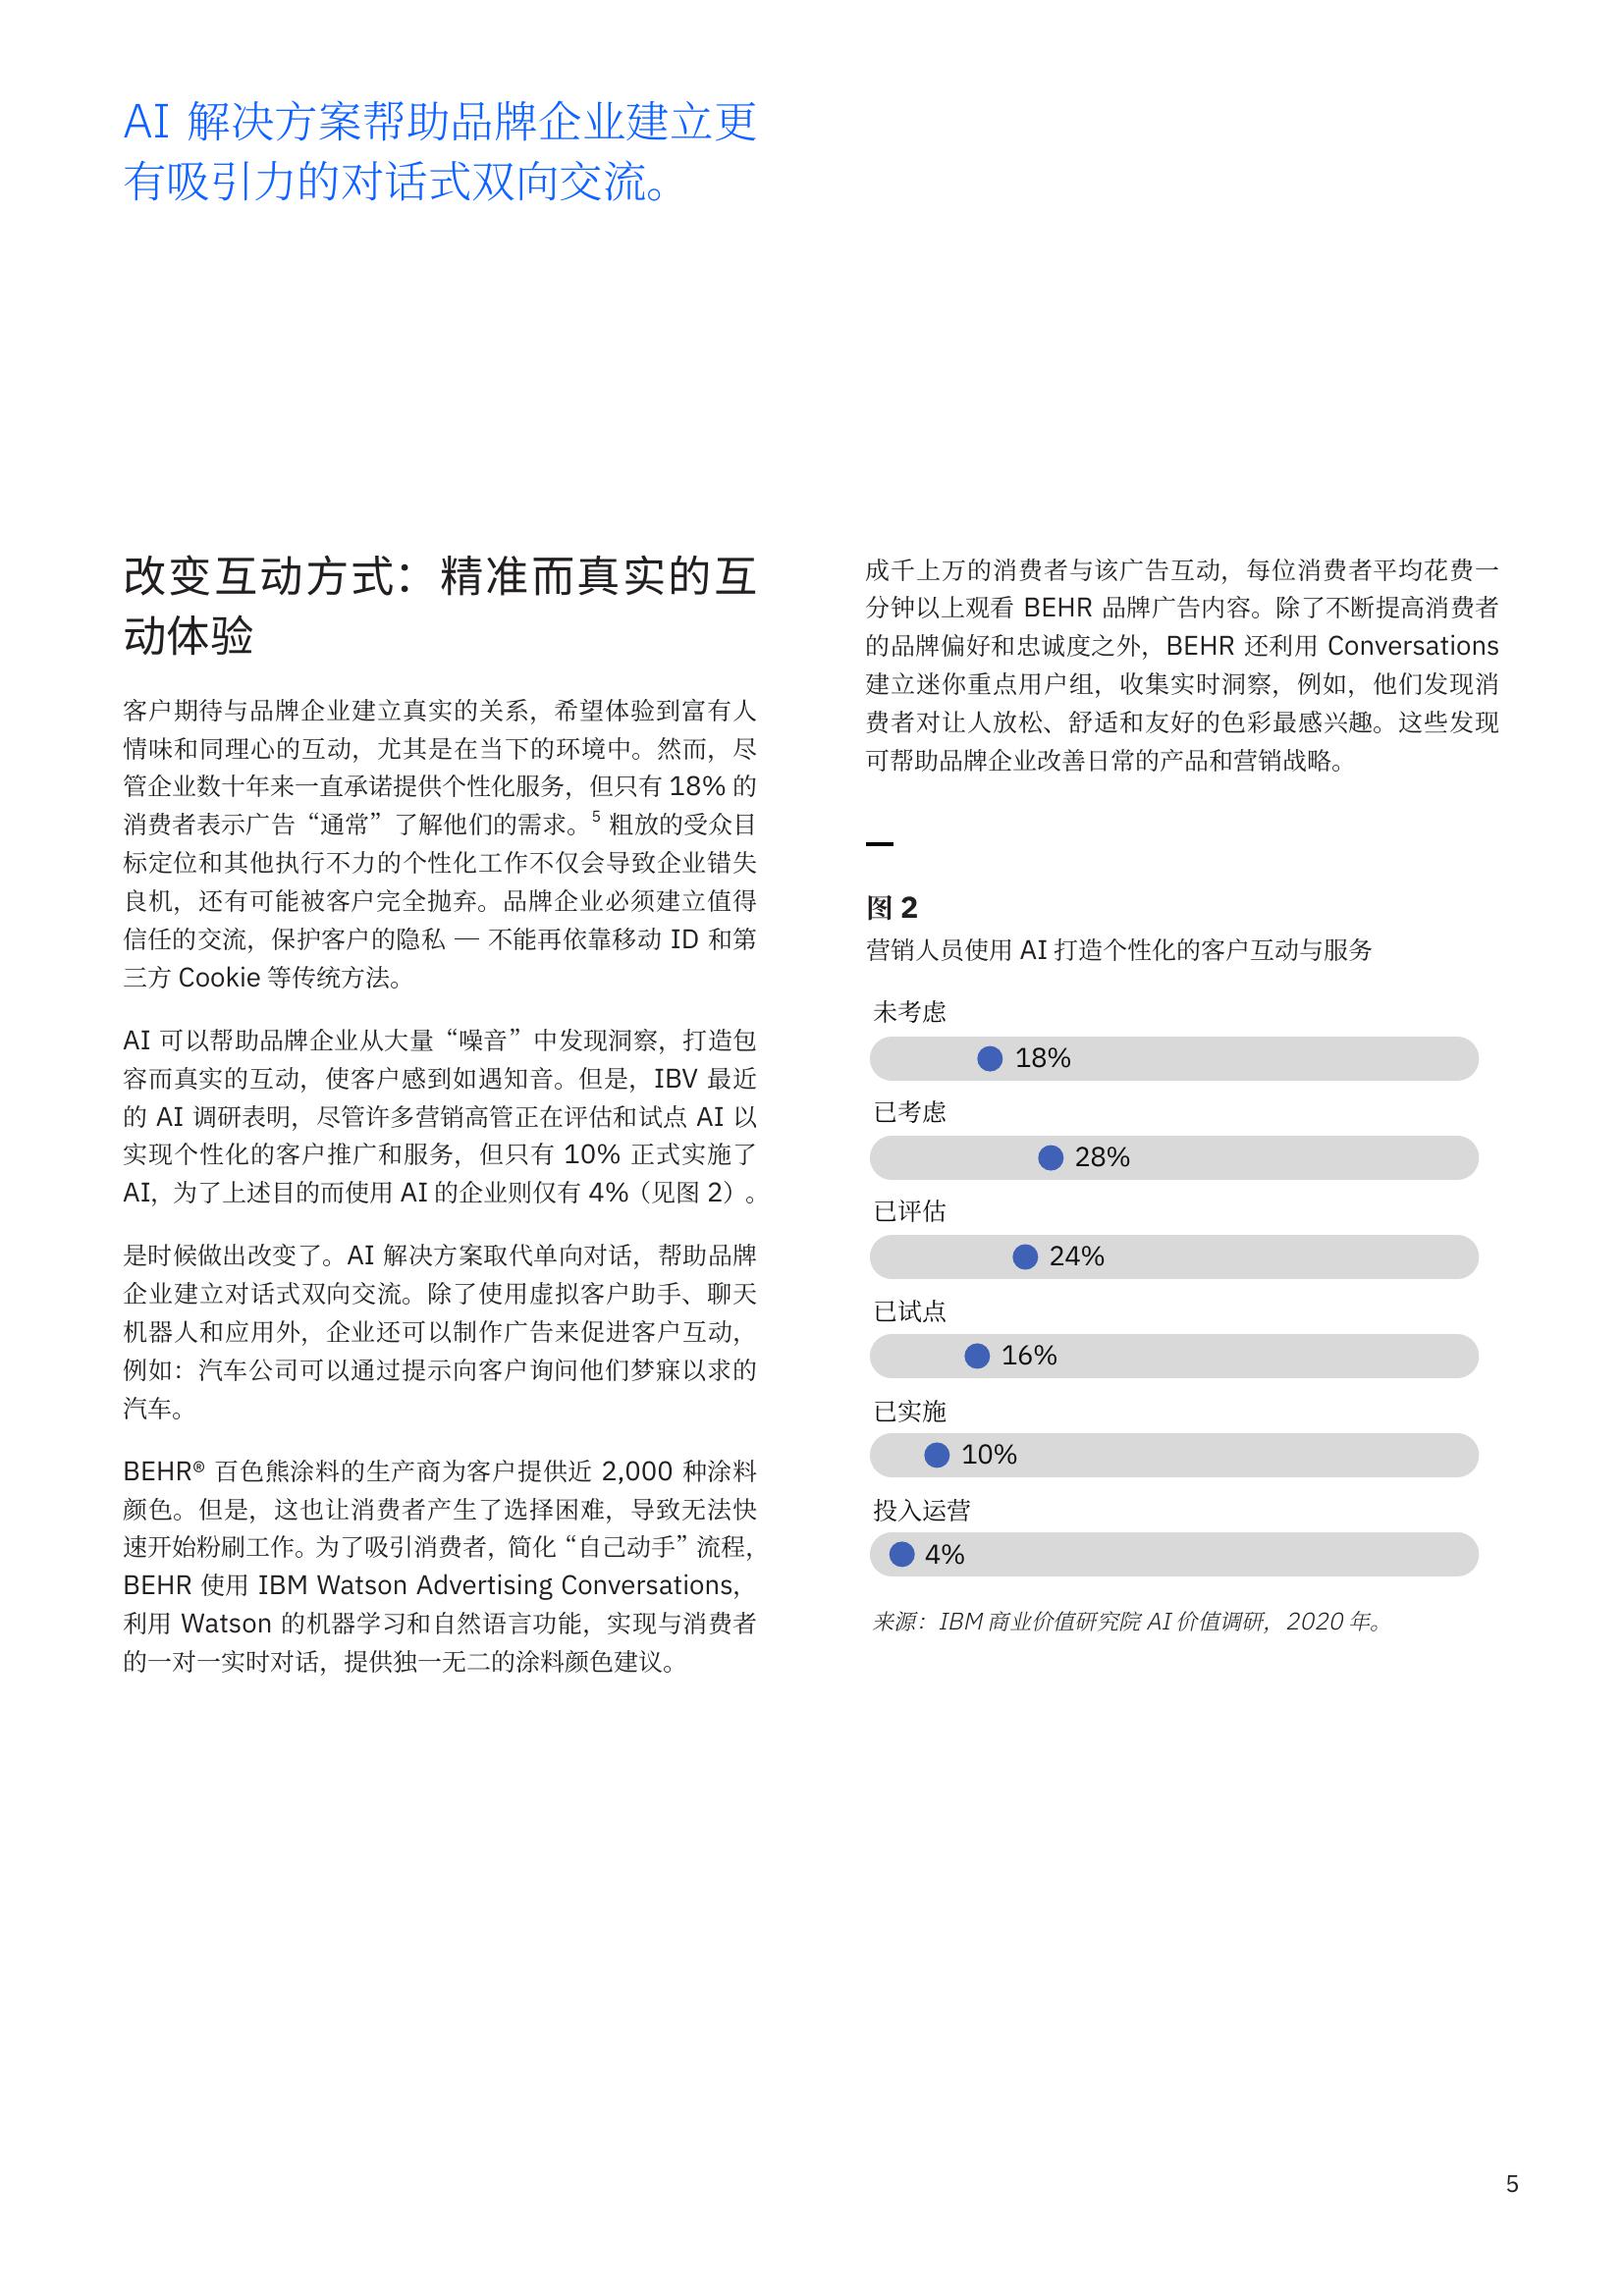 AI 解决方案帮助品牌企业建立更
有吸引力的对话式双向交流。
改变互动方式：精准而真实的互
动体验
客户期待与品牌企业建立真实的关系，希望体验到富有人
情味和同理心的互动，尤其是在当下的环境中。然而，尽
管企业数十年来一直承诺提供个性化服务，但只有 18% 的
消费者表示广告“通常”了解他们的需求。⁵ 粗放的受众目
标定位和其他执行不力的个性化工作不仅会导致企业错失
良机，还有可能被客户完全抛弃。品牌企业必须建立值得
信任的交流，保护客户的隐私 — 不能再依靠移动 ID 和第
三方 Cookie 等传统方法。
AI 可以帮助品牌企业从大量“噪音”中发现洞察，打造包
容而真实的互动，使客户感到如遇知音。但是，IBV 最近
的 AI 调研表明，尽管许多营销高管正在评估和试点 AI 以
实现个性化的客户推广和服务，但只有 10% 正式实施了
AI，为了上述目的而使用 AI 的企业则仅有 4%（见图 2）。
是时候做出改变了。AI 解决方案取代单向对话，帮助品牌
企业建立对话式双向交流。除了使用虚拟客户助手、聊天
机器人和应用外，企业还可以制作广告来促进客户互动，
例如：汽车公司可以通过提示向客户询问他们梦寐以求的
汽车。
BEHR® 百色熊涂料的生产商为客户提供近 2,000 种涂料
颜色。但是，这也让消费者产生了选择困难，导致无法快
速开始粉刷工作。为了吸引消费者，简化“自己动手”流程，
BEHR 使用 IBM Watson Advertising Conversations，
利用 Watson 的机器学习和自然语言功能，实现与消费者
的一对一实时对话，提供独一无二的涂料颜色建议。
成千上万的消费者与该广告互动，每位消费者平均花费一
分钟以上观看 BEHR 品牌广告内容。除了不断提高消费者
的品牌偏好和忠诚度之外，BEHR 还利用 Conversations
建立迷你重点用户组，收集实时洞察，例如，他们发现消
费者对让人放松、舒适和友好的色彩最感兴趣。这些发现
可帮助品牌企业改善日常的产品和营销战略。
图 2
营销人员使用 AI 打造个性化的客户互动与服务
未考虑
18%
已考虑
28%
已评估
24%
已试点
16%
已实施
10%
投入运营
4%
来源：IBM 商业价值研究院 AI 价值调研，2020 年。
5